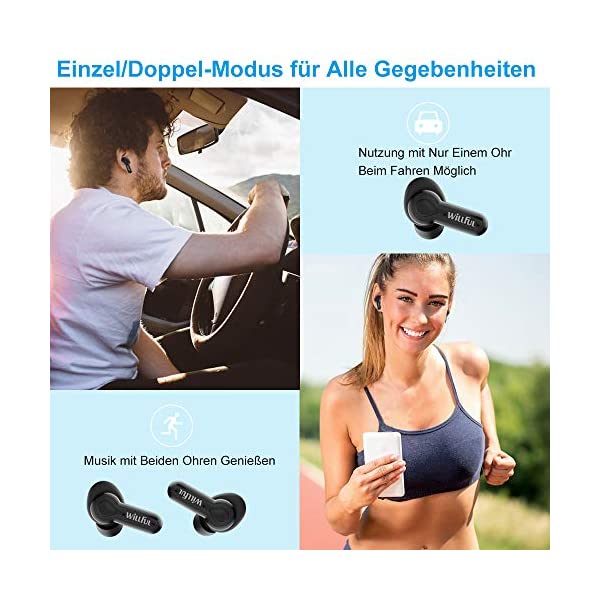 Einzel/Doppel-Modus für Alle Gegebenheiten
Nutzung mit Nur Einem Ohr
Beim Fahren Möglich
Willful
Musik mit Beiden Ohren Genießen
Willful
Willful